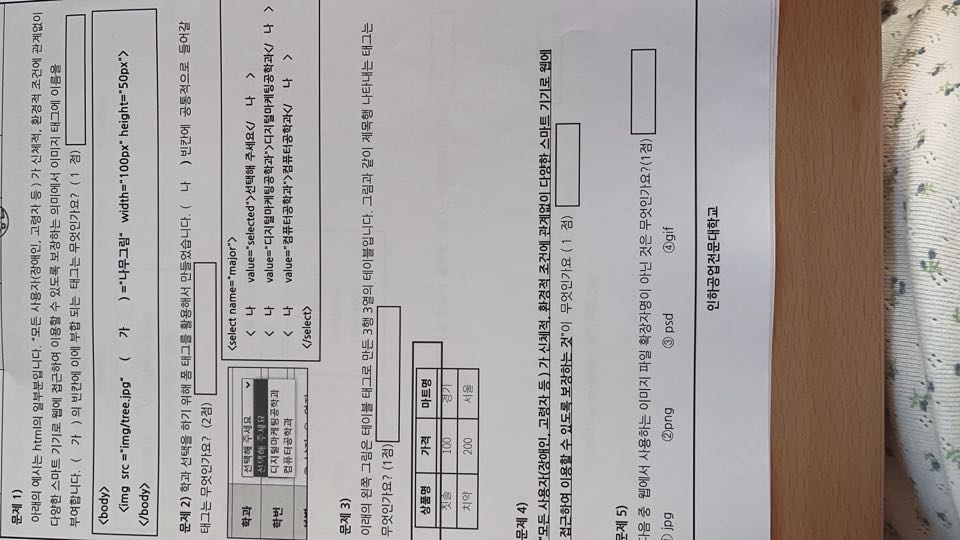 문제 1)
아래의 예시는 html의 일부분입니다. "모든 사용자(장애인, 고령자 등 ) 가 신체적, 환경적 조건에 관계없이
다양한 스마트 기기로 웹에 접근하여 이용할 수 있도록 보장하는 의미에서 이미지 태그에 이름을
부여합니다. ( 가 ) 의 빈칸에 이에 부합 되는 태그는 무엇인가요? ( 1 점)
<body>
<img src ="img/tree.jpg" ( 가 ) ="나무그림" width="100px" height="50px">
</body>
문제 2) 학과 선택을 하기 위해 폼 태그를 활용해서 만들었습니다. ( 나 ) 빈칸에 공통적으로 들어갈
태그는 무엇인가요? (2점)
학과 선택해 주세요
선택해 주세요
학번 디지털마케팅공학과
컴퓨터공학과
<select name="major">
< 나 value="selected">선택해 주세요</ 나 >
< 나 value="디지털마케팅공학과">디지털마케팅공학과</ 나 >
< 나 value="컴퓨터공학과">컴퓨터공학과</ 나 >
</select>
문제 3)
이래의 왼쪽 그림은 테이블 태그로 만든 3행 3열의 테이블입니다. 그림과 같이 제목행 나타내는 태그는
무엇인가요? (1점)
상품명 가격 마트명
칫솔 100 경기
치약 200 서울
문제 4)
"모든 사용자(장애인, 고령자 등 ) 가 신체적, 환경적 조건에 관계없이 다양한 스마트 기기로 웹에
접근하여 이용할 수 있도록 보장하는 것"이 무엇인가요 ( 1 점)
문제 5)
다음 중 웹에서 사용하는 이미지 파일 확장자명이 아닌 것은 무엇인가요?(1점)
① jpg ②png ③ psd ④gif
인하공업전문대학교